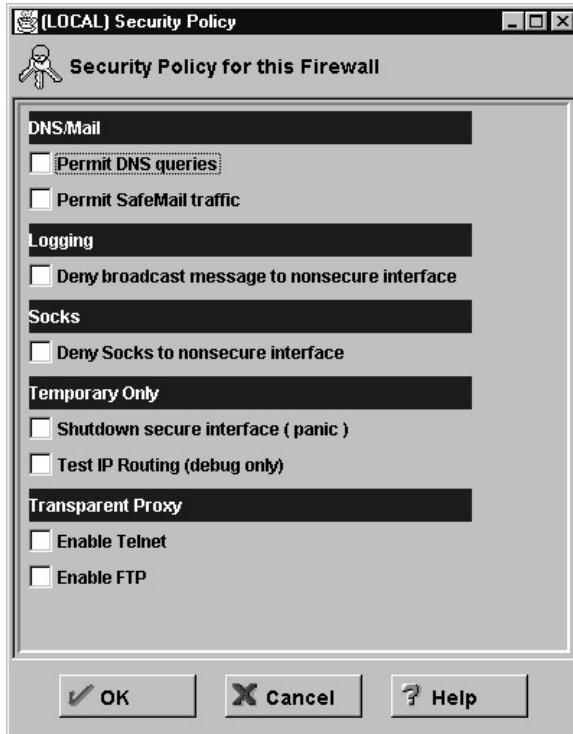 (LOCAL) Security Policy
Security Policy for this Firewall
DNS/Mail
Permit DNS queries
Permit SafeMail traffic
Logging
Deny broadcast message to nonsecure interface
Socks
Deny Socks to nonsecure interface
Temporary Only
Shutdown secure interface ( panic )
Test IP Routing (debug only)
Transparent Proxy
Enable Telnet
Enable FTP
OK Cancel Help